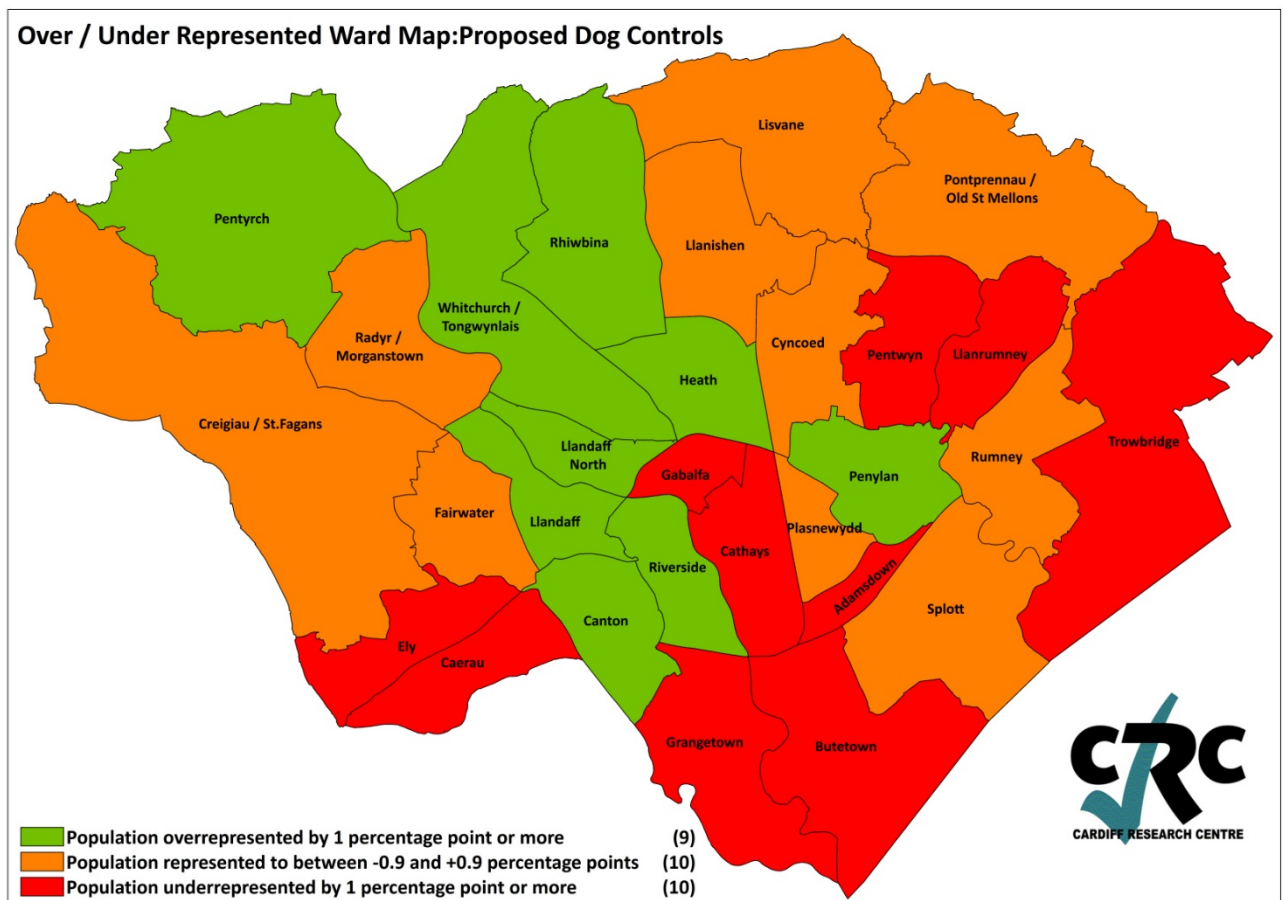 Over / Under Represented Ward Map:Proposed Dog Controls
Lisvane
Pontprennau /
Old St Mellons
Pentyrch
Rhiwbina
Llanishen
Whitchurch /
Tongwynlais
Radyr /
Morganstown
Cyncoed
Pentwyn
Llanrumney
Heath
Creigiau / St.Fagans
Trowbridge
Llandaff
North
Rumney
Gabalfa
Penylan
Fairwater
Llandaff
Plasnewydd
Cathays
Riverside
Adamsdown
Splott
Canton
Ely
Caerau
Grangetown
Butetown
CRC
CARDIFF RESEARCH CENTRE
Population overrepresented by 1 percentage point or more (9)
Population represented to between -0.9 and +0.9 percentage points (10)
Population underrepresented by 1 percentage point or more (10)